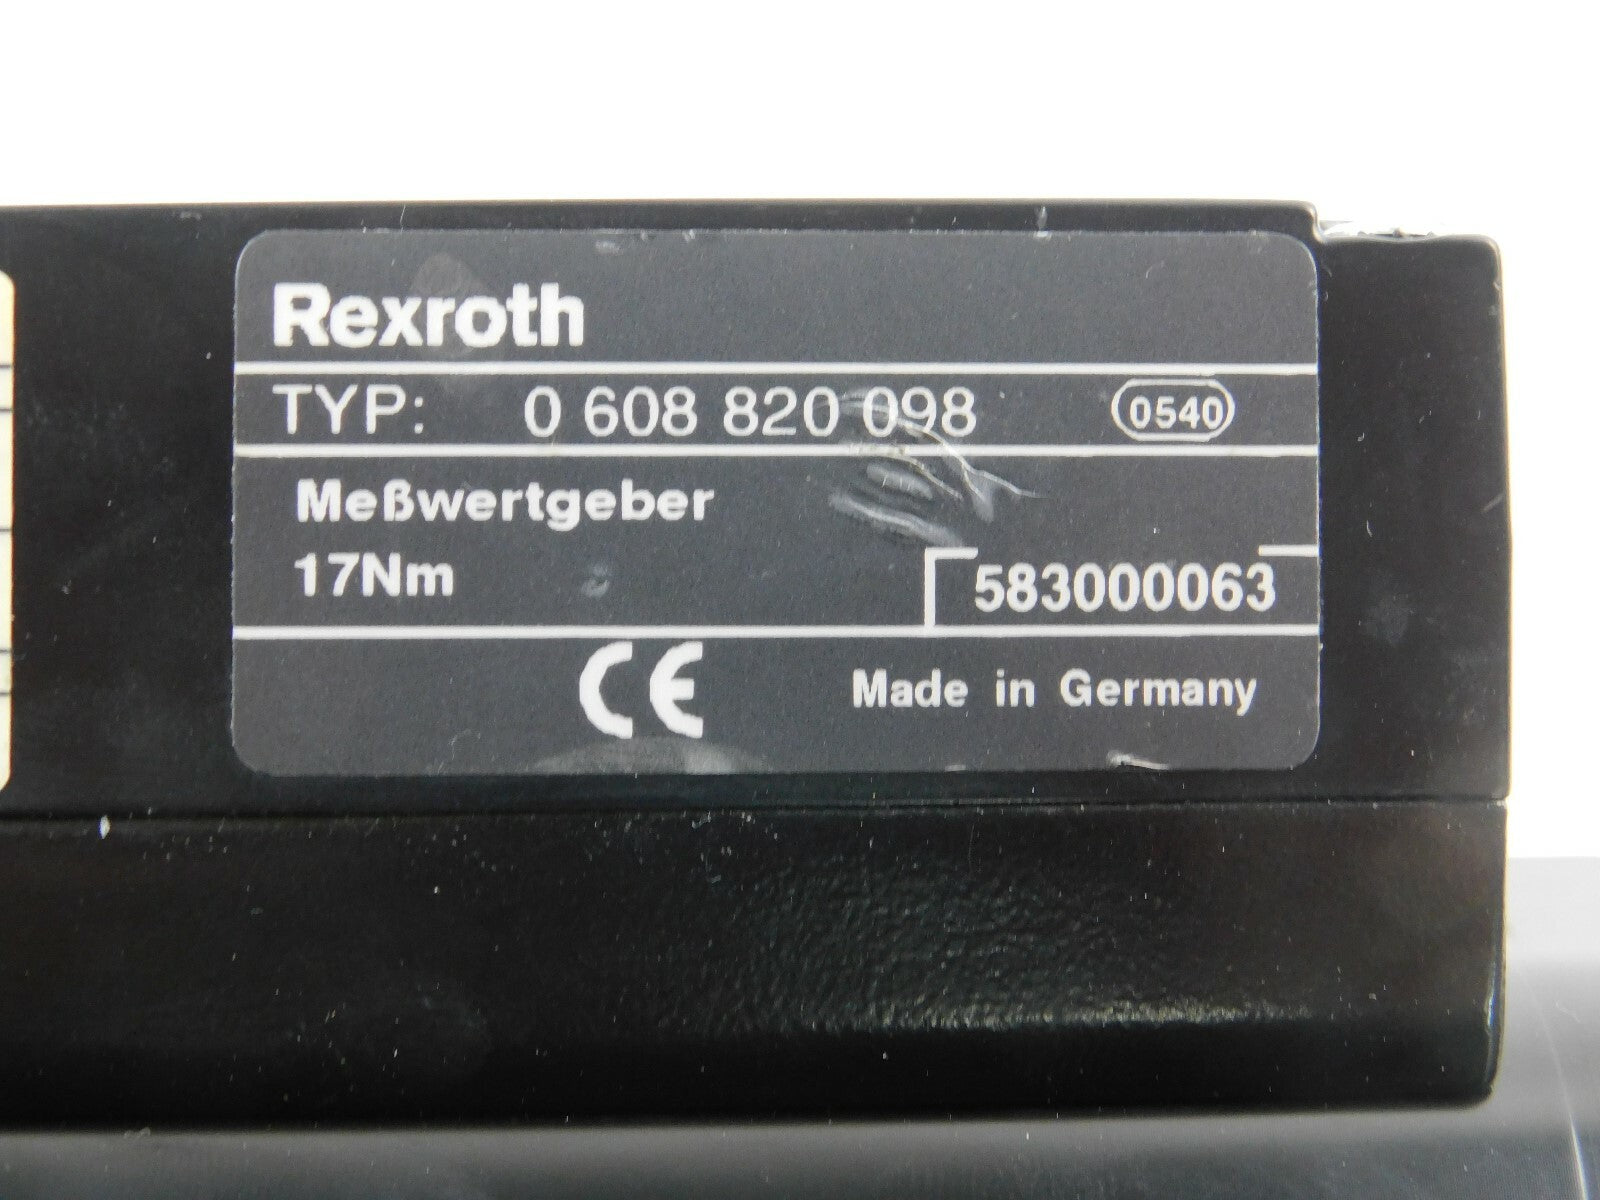 Rexroth
TYP: 0 608 820 098 0540
Meßwertgeber
17Nm 583000063
CE Made in Germany